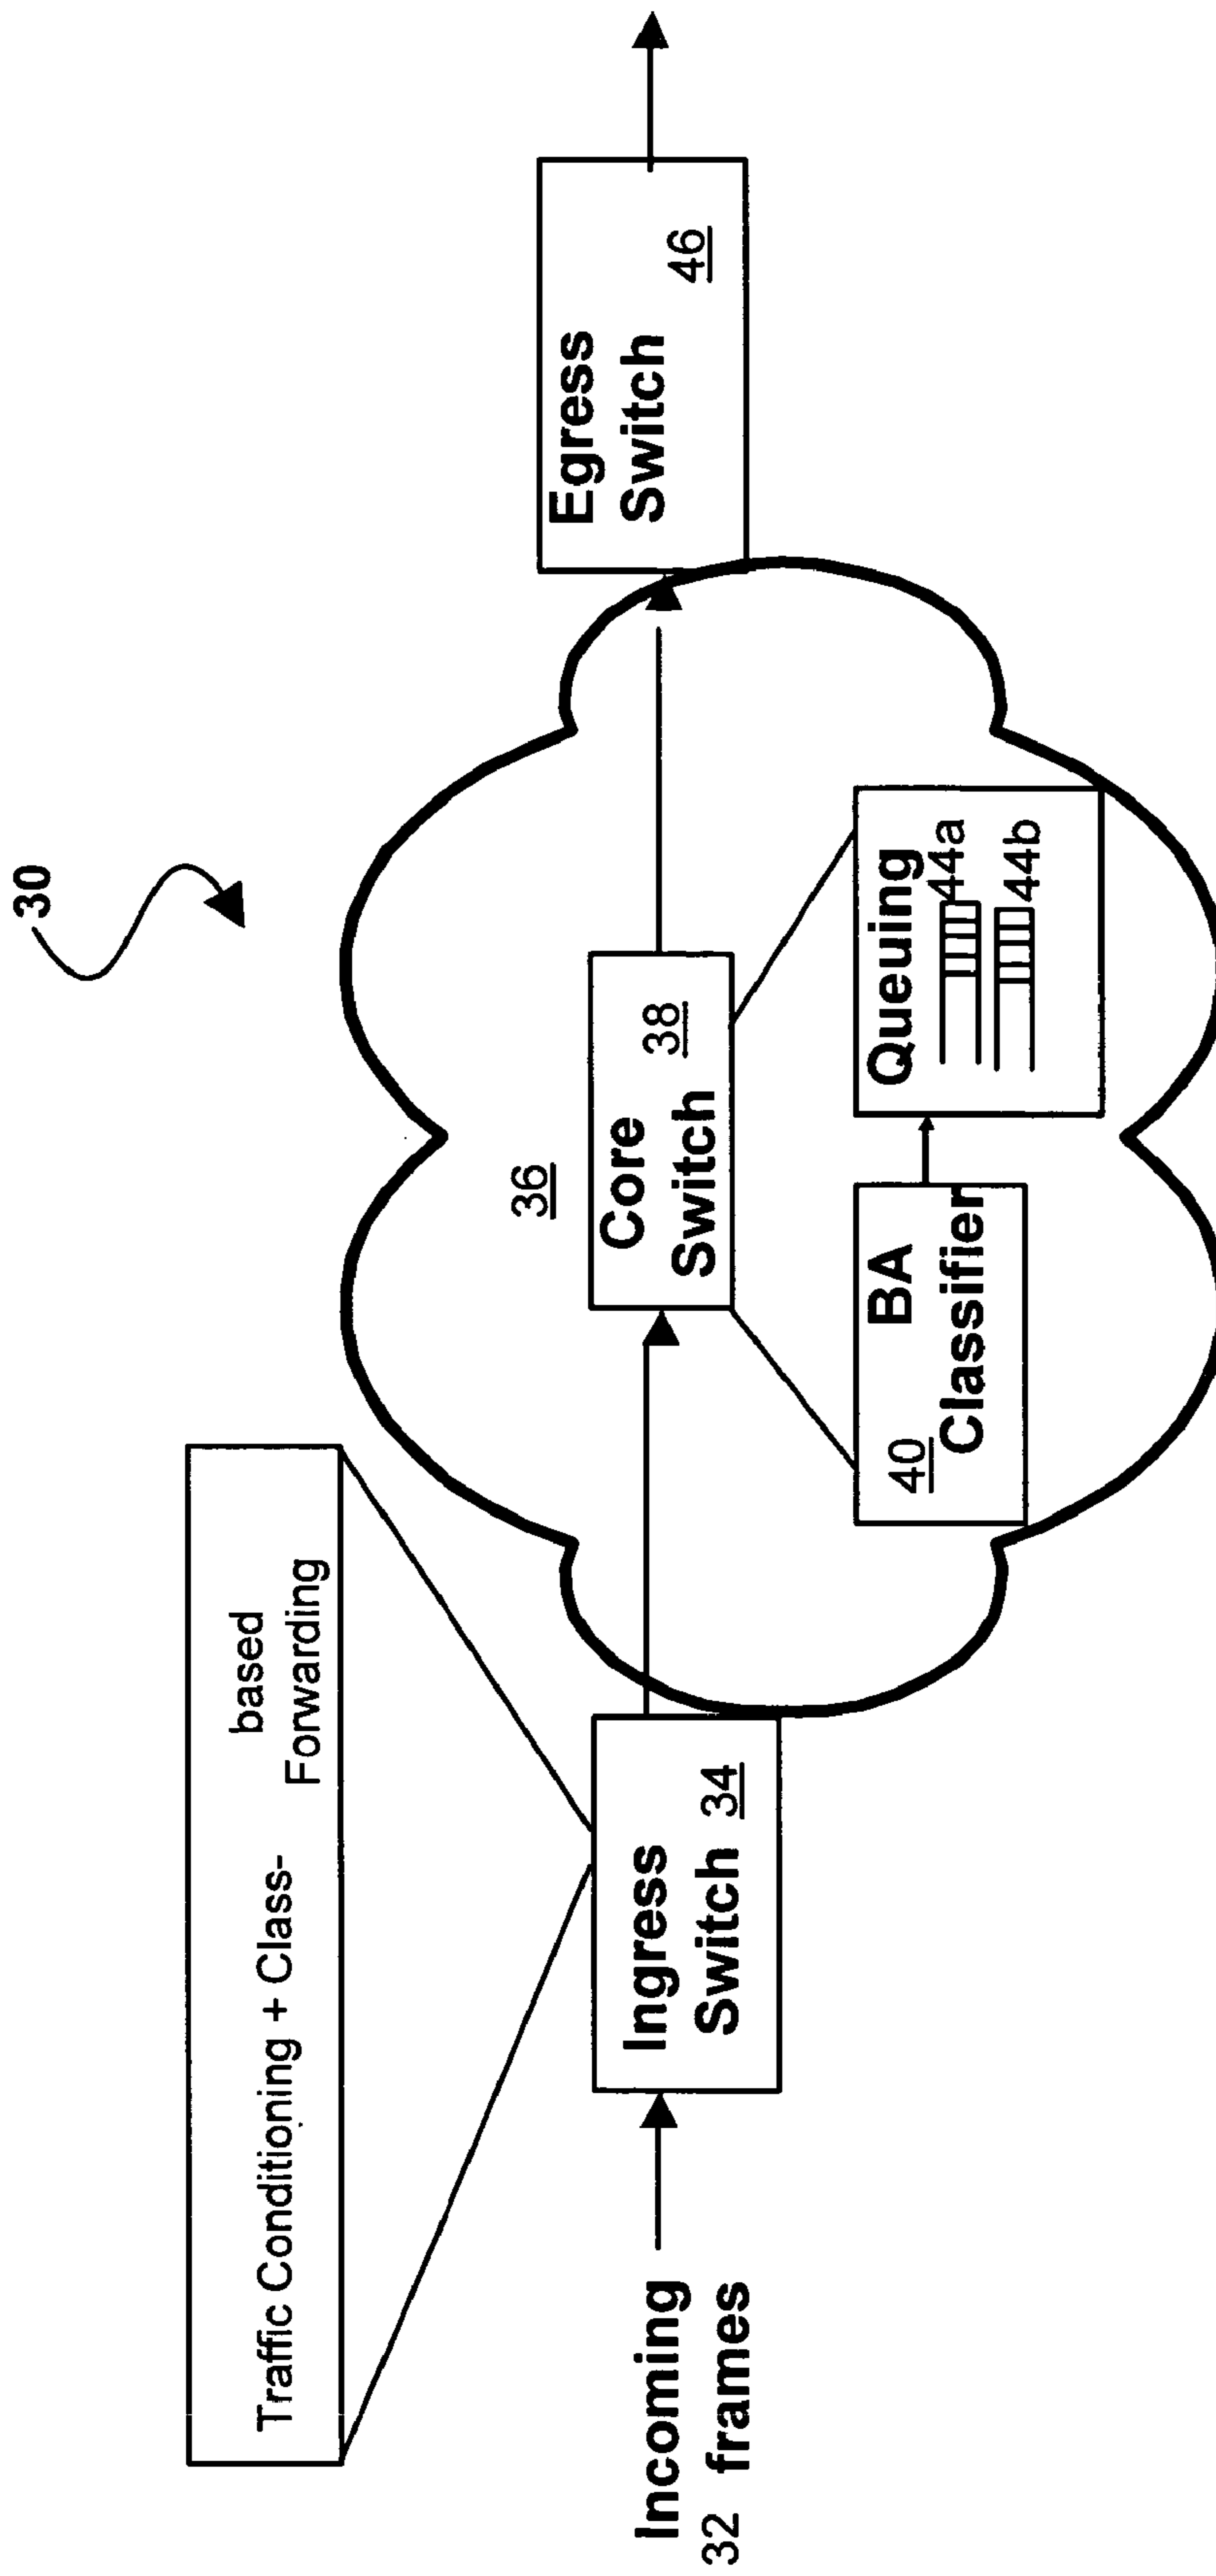 30
Traffic Conditioning + Class-
based
Forwarding
Incoming
32 frames
Ingress
Switch 34
36
Core
Switch 38
40 BA
Classifier
Queuing
44a
44b
Egress
Switch 46